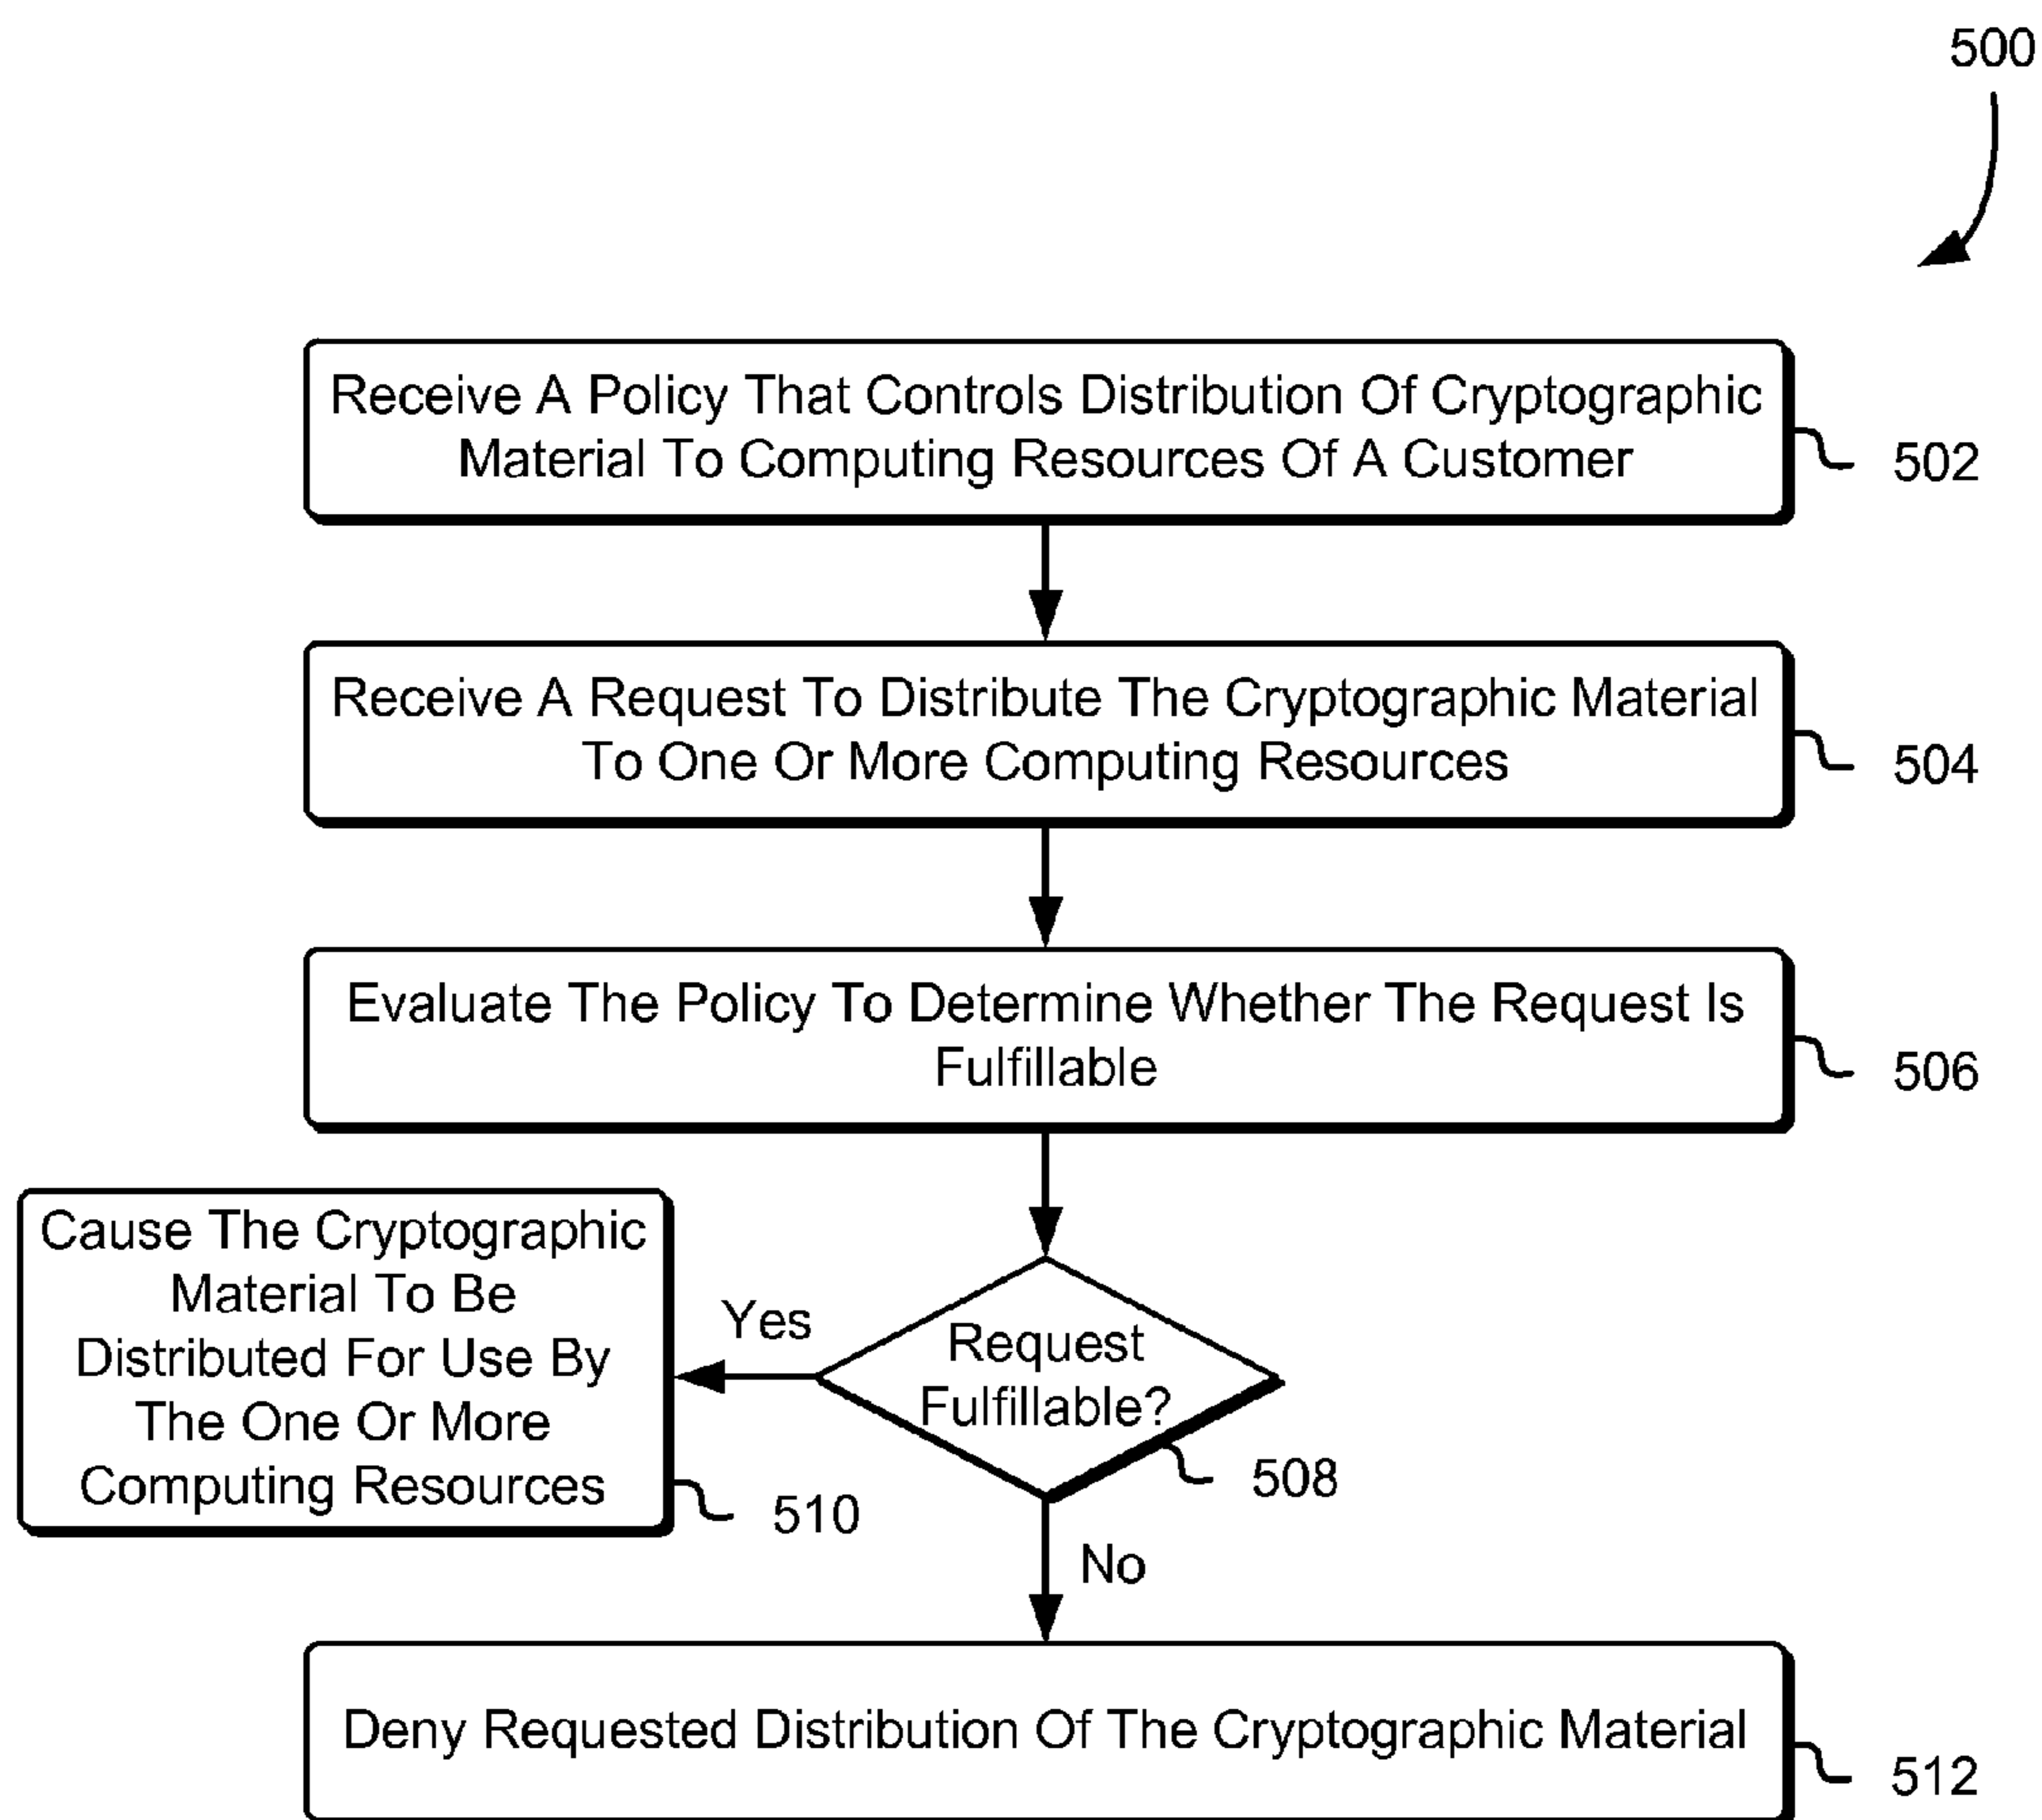 500
Receive A Policy That Controls Distribution Of Cryptographic
Material To Computing Resources Of A Customer
502
Receive A Request To Distribute The Cryptographic Material
To One Or More Computing Resources
504
Evaluate The Policy To Determine Whether The Request Is
Fulfillable
506
Cause The Cryptographic
Material To Be
Distributed For Use By
The One Or More
Computing Resources
510
Yes
Request
Fulfillable?
508
No
Deny Requested Distribution Of The Cryptographic Material
512